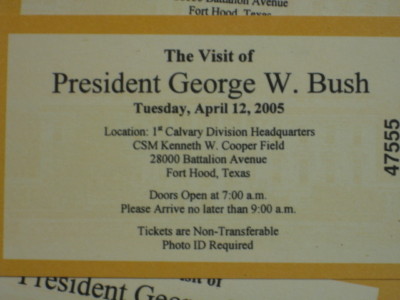 Battalion Avenue
Fort Hood, Texas
The Visit of
President George W. Bush
Tuesday, April 12, 2005
Location: 1st Calvary Division Headquarters
CSM Kenneth W. Cooper Field
28000 Battalion Avenue
Fort Hood, Texas
Doors Open at 7:00 a.m.
Please Arrive no later than 9:00 a.m.
Tickets are Non-Transferable
Photo ID Required
47555
President Geo